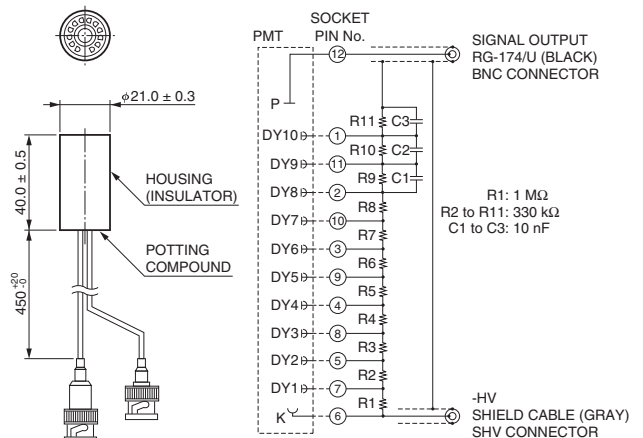 φ21.0 ± 0.3
40.0 ± 0.5
450 +20 -0
HOUSING
(INSULATOR)
POTTING
COMPOUND
PMT
SOCKET
PIN No.
SIGNAL OUTPUT
RG-174/U (BLACK)
BNC CONNECTOR
12
P
R11
C3
DY10
1
R10
C2
DY9
11
R9
C1
DY8
2
R8
DY7
10
R7
DY6
3
R6
DY5
9
R5
DY4
4
R4
DY3
8
R3
DY2
5
R2
DY1
7
R1
K
6
R1: 1 MΩ
R2 to R11: 330 kΩ
C1 to C3: 10 nF
-HV
SHIELD CABLE (GRAY)
SHV CONNECTOR